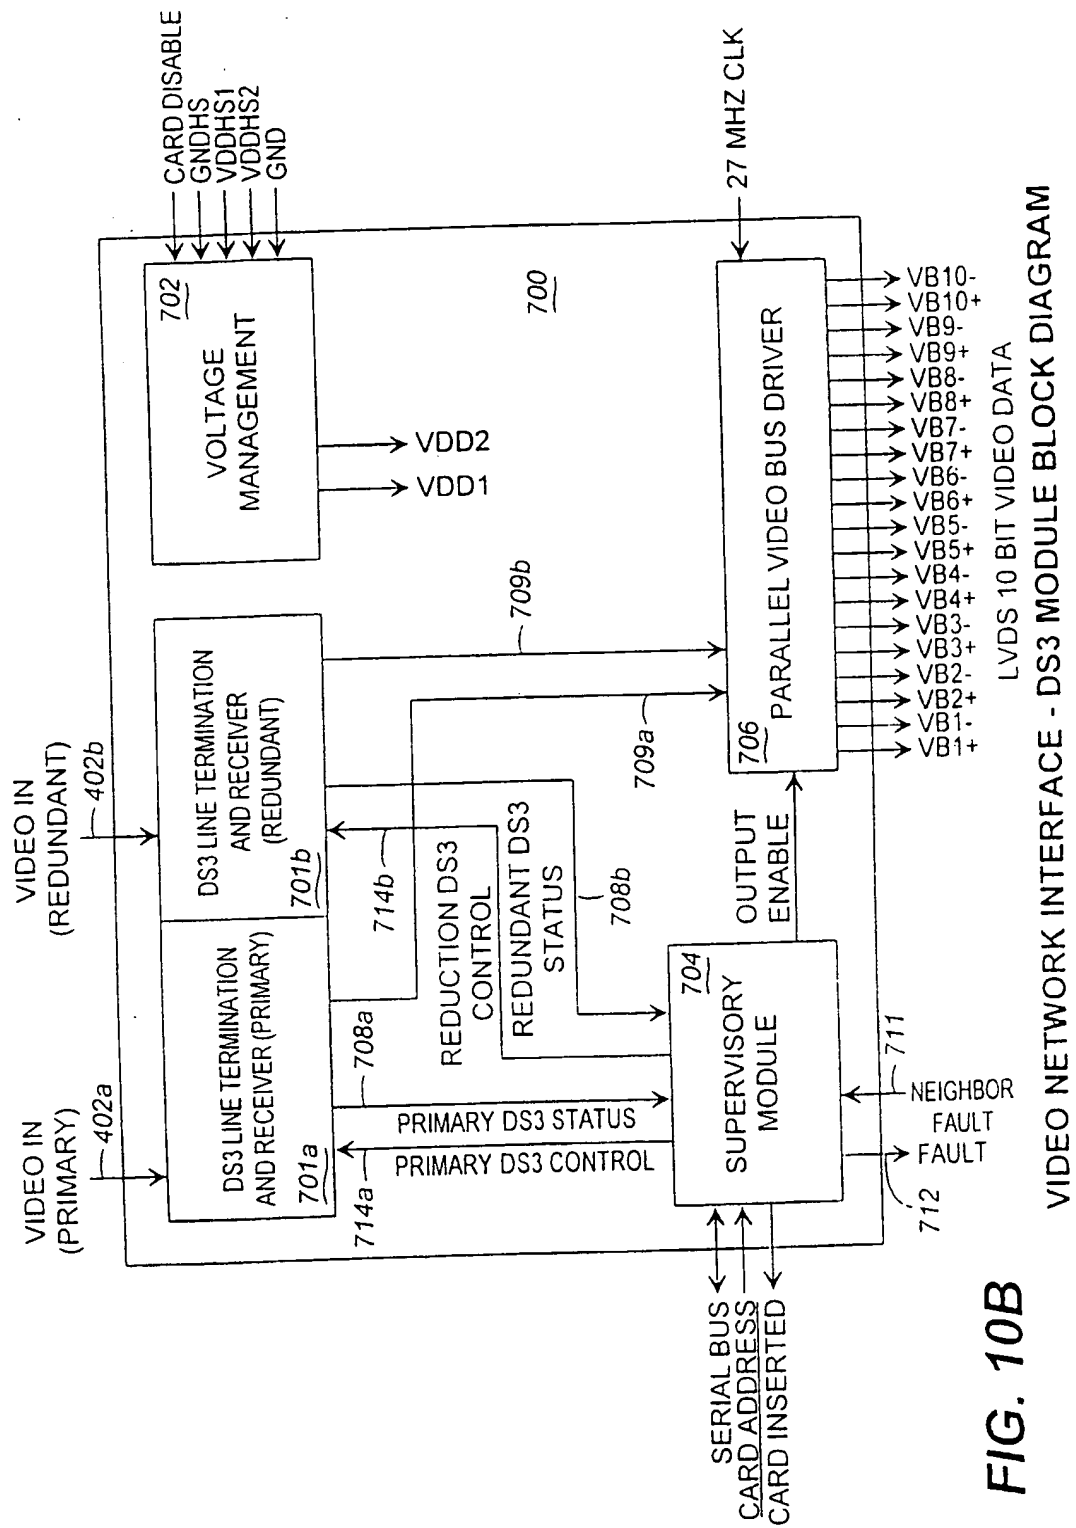 VIDEO IN
(PRIMARY)
402a
VIDEO IN
(REDUNDANT)
402b
DS3 LINE TERMINATION
AND RECEIVER (PRIMARY)
701a
DS3 LINE TERMINATION
AND RECEIVER
(REDUNDANT)
701b
VOLTAGE
MANAGEMENT
702
CARD DISABLE
GNDHS
VDDHS1
VDDHS2
GND
VDD1
VDD2
714a
708a
714b
PRIMARY DS3 STATUS
PRIMARY DS3 CONTROL
REDUCTION DS3
CONTROL
REDUNDANT DS3
STATUS
708b
709a
709b
700
SERIAL BUS
CARD ADDRESS
CARD INSERTED
SUPERVISORY
MODULE
704
OUTPUT
ENABLE
706
PARALLEL VIDEO BUS DRIVER
27 MHZ CLK
712
FAULT
NEIGHBOR
FAULT
711
VB1+
VB1-
VB2+
VB2-
VB3+
VB3-
VB4+
VB4-
VB5+
VB5-
VB6+
VB6-
VB7+
VB7-
VB8+
VB8-
VB9+
VB9-
VB10+
VB10-
LVDS 10 BIT VIDEO DATA
FIG. 10B
VIDEO NETWORK INTERFACE - DS3 MODULE BLOCK DIAGRAM